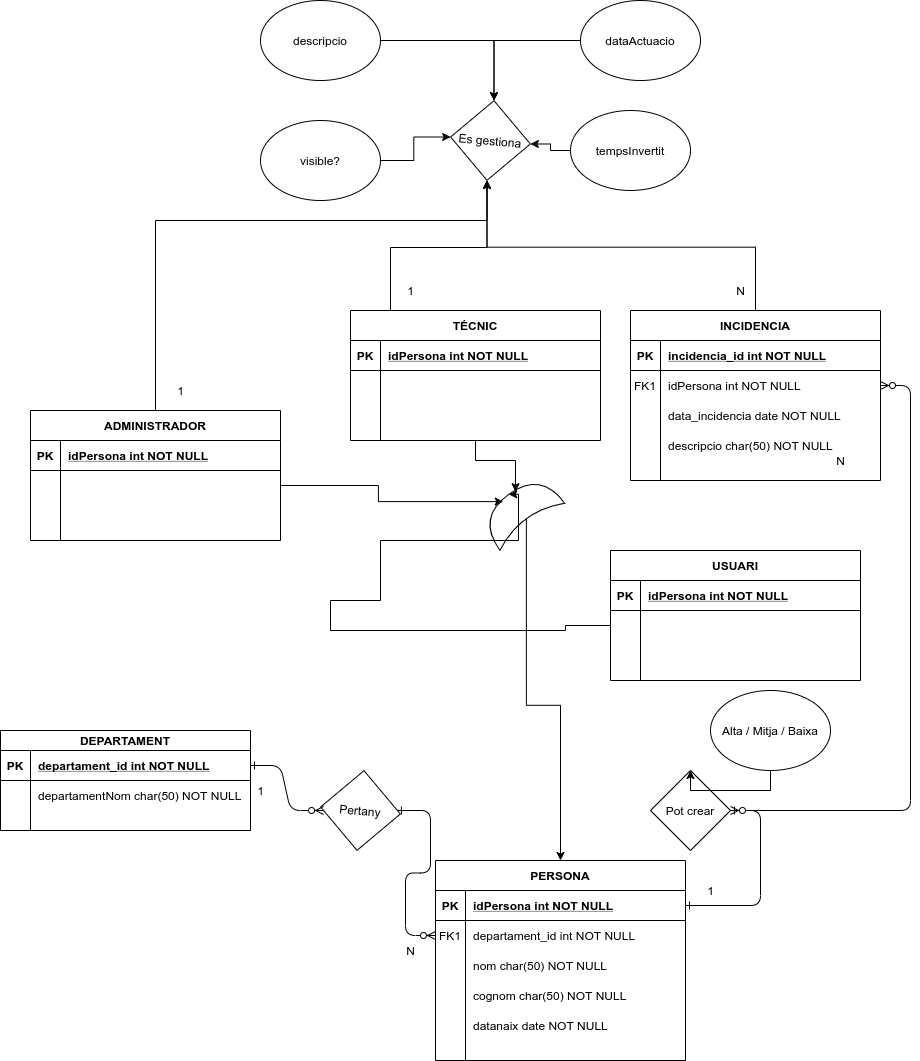 descripcio
dataActuacio
Es gestiona
visible?
tempsInvertit
1
N
TÉCNIC
PK idPersona int NOT NULL
INCIDENCIA
PK incidencia_id int NOT NULL
FK1 idPersona int NOT NULL
data_incidencia date NOT NULL
descripcio char(50) NOT NULL
N
1
ADMINISTRADOR
PK idPersona int NOT NULL
USUARI
PK idPersona int NOT NULL
DEPARTAMENT
PK departament_id int NOT NULL
departamentNom char(50) NOT NULL
1
Pertany
Alta / Mitja / Baixa
Pot crear
1
N
PERSONA
PK idPersona int NOT NULL
FK1 departament_id int NOT NULL
nom char(50) NOT NULL
cognom char(50) NOT NULL
datanaix date NOT NULL